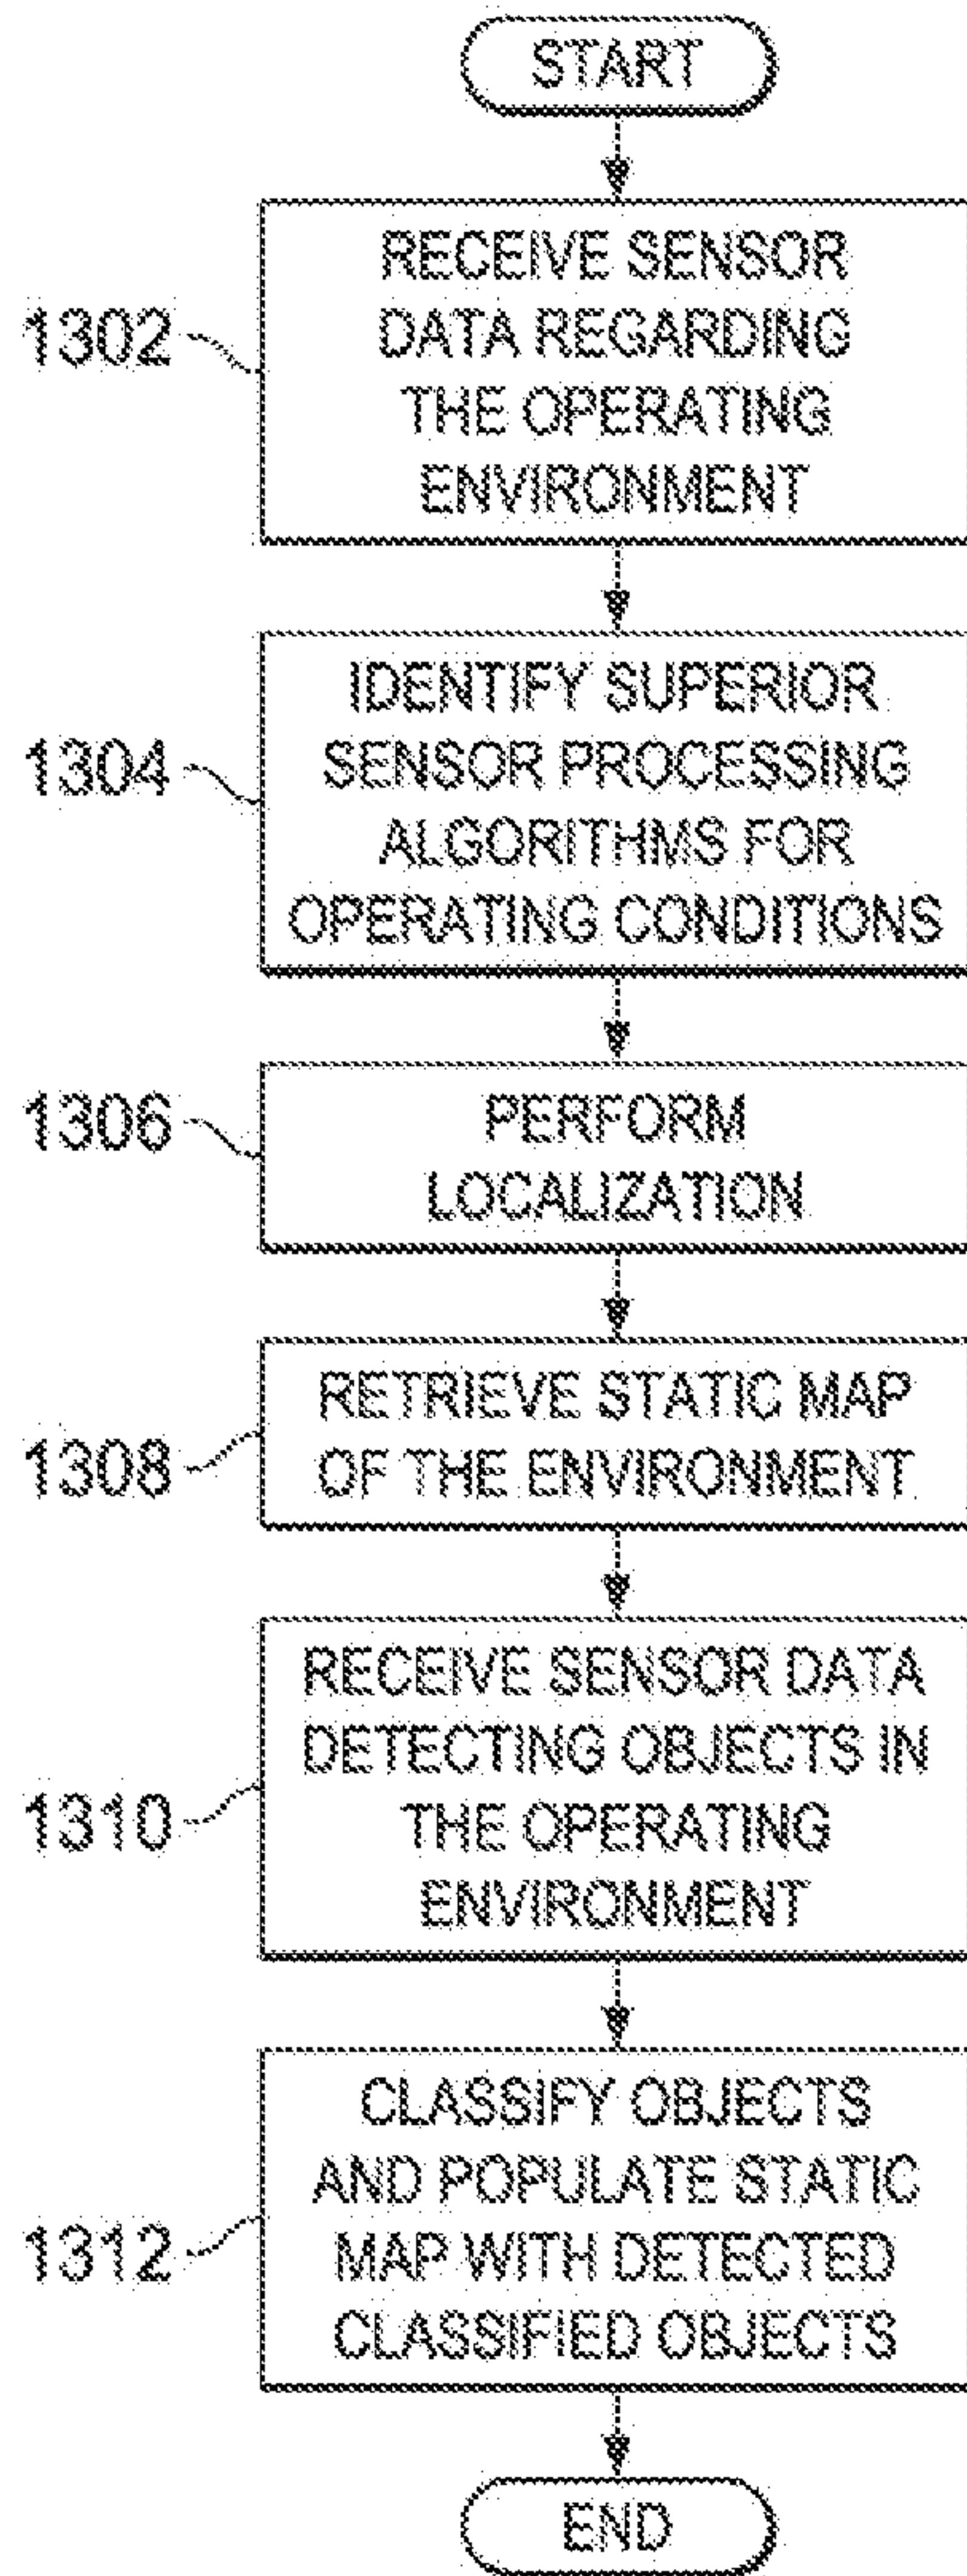 START
1302
RECEIVE SENSOR
DATA REGARDING
THE OPERATING
ENVIRONMENT
1304
IDENTIFY SUPERIOR
SENSOR PROCESSING
ALGORITHMS FOR
OPERATING CONDITIONS
1306
PERFORM
LOCALIZATION
1308
RETRIEVE STATIC MAP
OF THE ENVIRONMENT
1310
RECEIVE SENSOR DATA
DETECTING OBJECTS IN
THE OPERATING
ENVIRONMENT
1312
CLASSIFY OBJECTS
AND POPULATE STATIC
MAP WITH DETECTED
CLASSIFIED OBJECTS
END